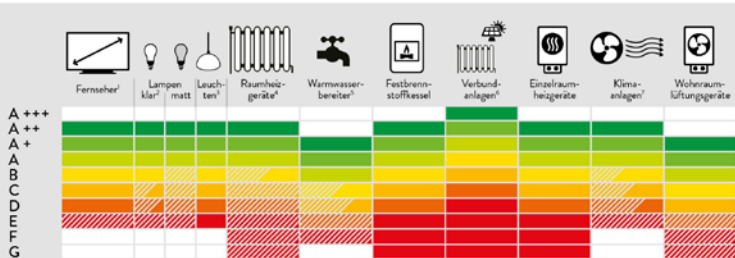 Fernseher¹
Lampen
klar² matt
Leuch-
ten³
Raumheiz-
geräte⁴
Warmwasser-
bereiter⁵
Festbrenn-
stoffkessel
Verbund-
anlagen⁶
Einzelraum-
heizgeräte
Klima-
anlagen⁷
Wohnraum-
lüftungsgeräte
A +++
A ++
A +
A
B
C
D
E
F
G